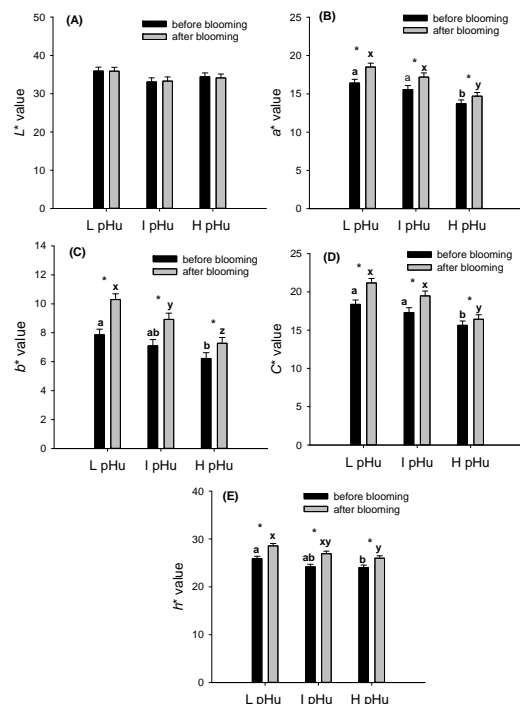 (A)
before blooming
after blooming
50
40
30
20
10
0
L* value
L pHu I pHu H pHu
(B)
before blooming
after blooming
25
20
15
10
5
0
a* value
* * *
a x a x b y
L pHu I pHu H pHu
(C)
before blooming
after blooming
14
12
10
8
6
4
2
0
b* value
* * *
a x ab y b z
L pHu I pHu H pHu
(D)
before blooming
after blooming
25
20
15
10
5
0
C* value
* * *
a x a x b y
L pHu I pHu H pHu
(E)
before blooming
after blooming
40
30
20
10
0
h* value
* * *
a x ab xy b y
L pHu I pHu H pHu